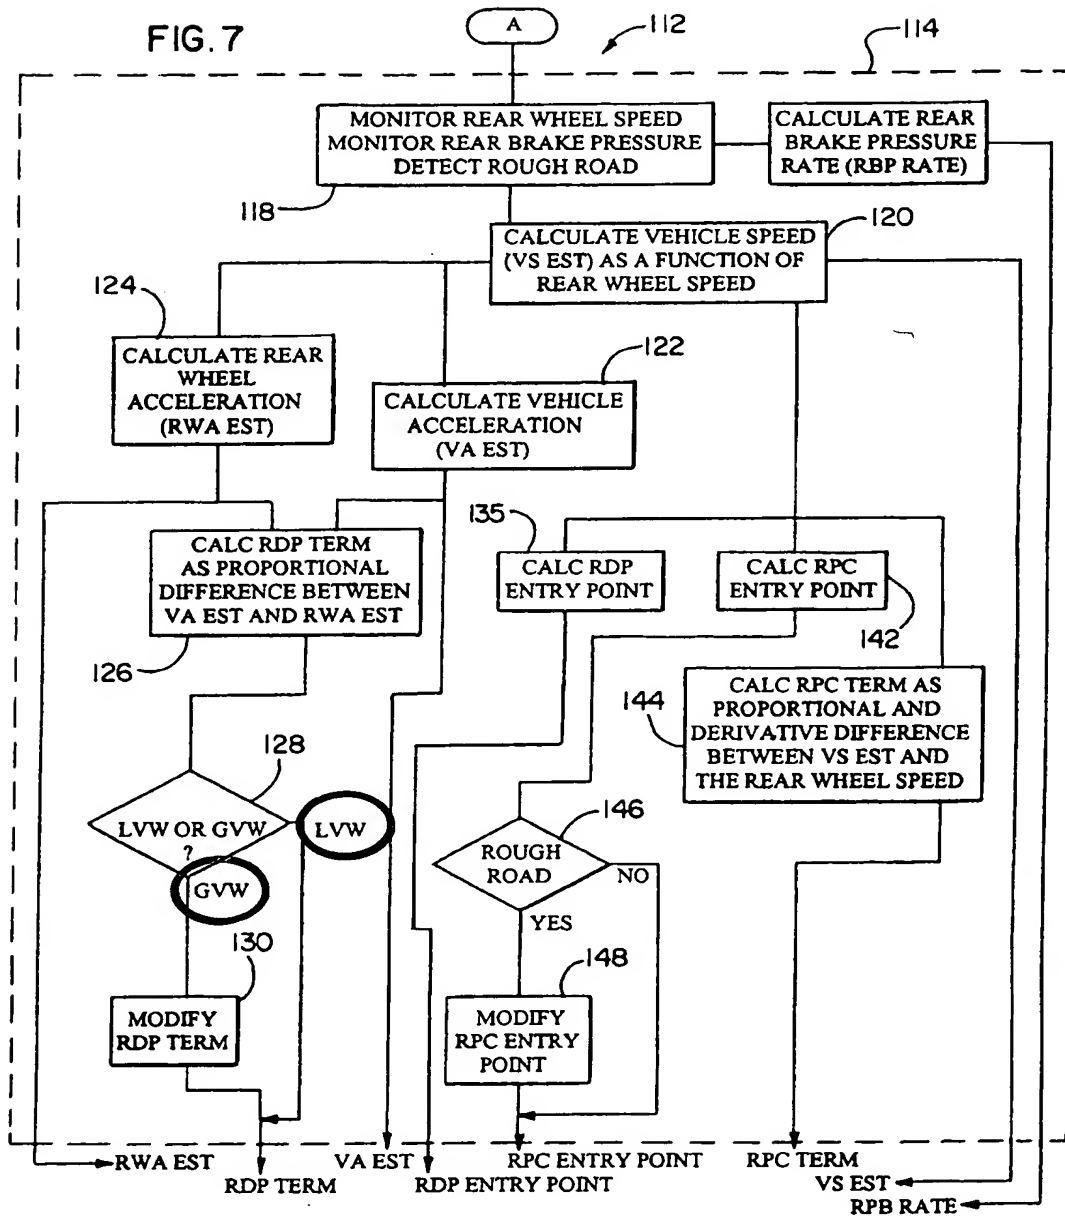 FIG. 7
A
112
114
MONITOR REAR WHEEL SPEED
MONITOR REAR BRAKE PRESSURE
DETECT ROUGH ROAD
CALCULATE REAR
BRAKE PRESSURE
RATE (RBP RATE)
118
120
CALCULATE VEHICLE SPEED
(VS EST) AS A FUNCTION OF
REAR WHEEL SPEED
124
CALCULATE REAR
WHEEL
ACCELERATION
(RWA EST)
122
CALCULATE VEHICLE
ACCELERATION
(VA EST)
CALC RDP TERM
AS PROPORTIONAL
DIFFERENCE BETWEEN
VA EST AND RWA EST
126
135
CALC RDP
ENTRY POINT
CALC RPC
ENTRY POINT
142
144
CALC RPC TERM AS
PROPORTIONAL AND
DERIVATIVE DIFFERENCE
BETWEEN VS EST AND
THE REAR WHEEL SPEED
128
LVW OR GVW
?
LVW
GVW
130
MODIFY
RDP TERM
146
ROUGH
ROAD
NO
YES
148
MODIFY
RPC ENTRY
POINT
RWA EST
RDP TERM
VA EST
RDP ENTRY POINT
RPC ENTRY POINT
RPC TERM
VS EST
RPB RATE